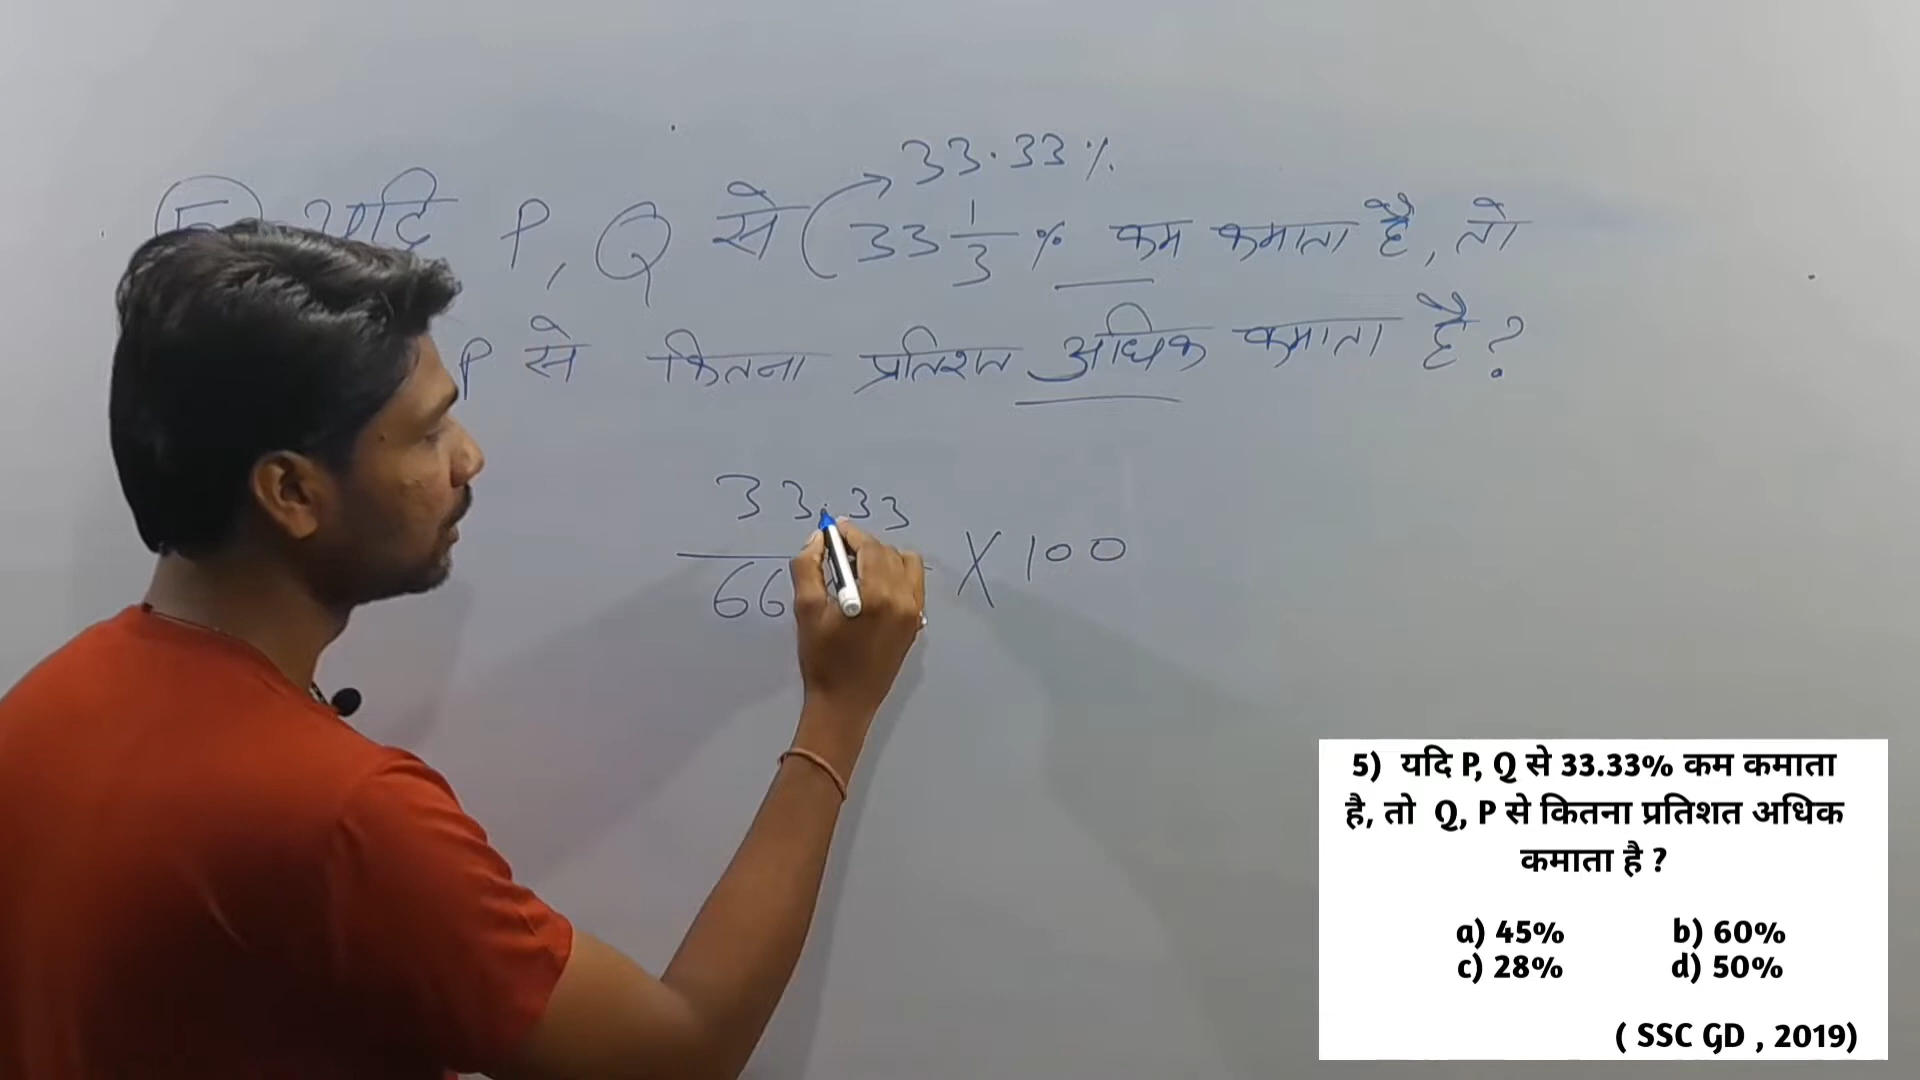 33.33%
5 यदि P, Q से 33 1/3 % कम कमाता है, तो
P से कितना प्रतिशत अधिक कमाता है ?
33.33
66 X 100
5) यदि P, Q से 33.33% कम कमाता
है, तो Q, P से कितना प्रतिशत अधिक
कमाता है ?
a) 45% b) 60%
c) 28% d) 50%
( SSC GD , 2019)